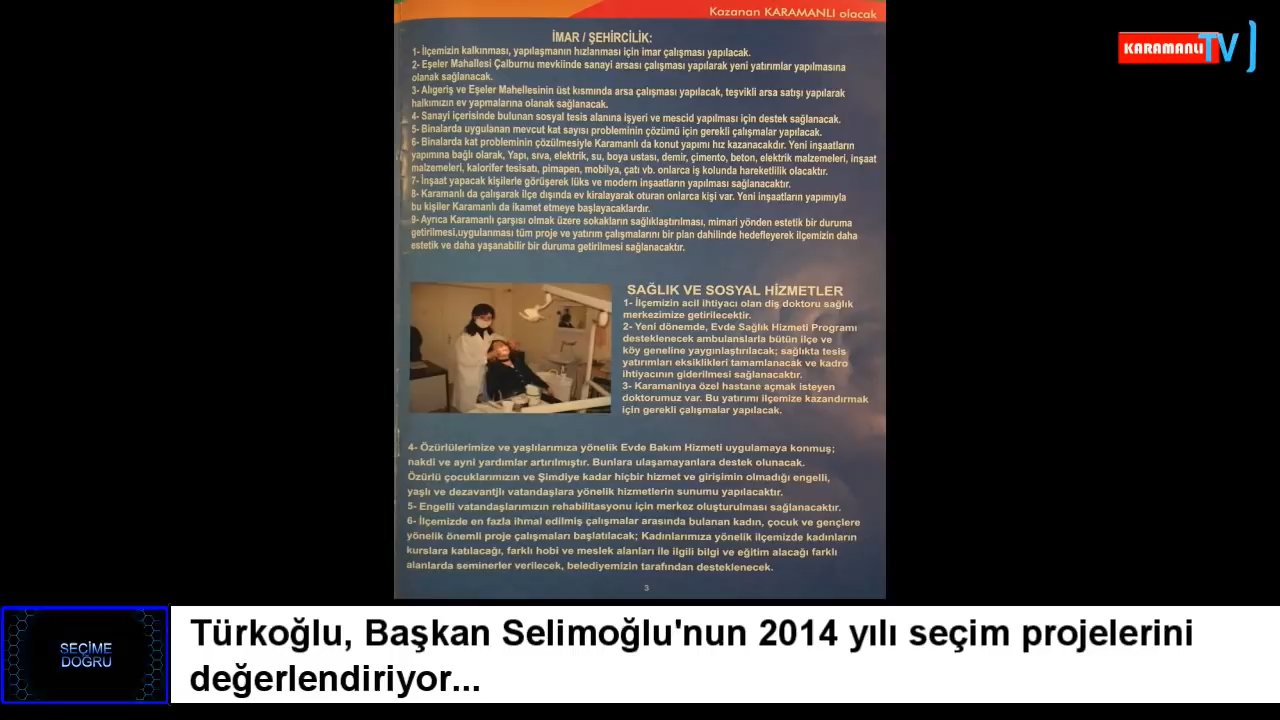 Kazanan KARAMANLI olacak
KARAMANLI TV
İMAR / ŞEHİRCİLİK:
1- İlçemizin kalkınması, yapılaşmanın hızlanması için imar çalışması yapılacak.
2- Eşeler Mahallesi Çalburnu mevkiinde sanayi arsası çalışması yapılarak yeni yatırımlar yapılmasına
olanak sağlanacak.
3- Alıgeriş ve Eşeler Mahellesinin üst kısmında arsa çalışması yapılacak, teşvikli arsa satışı yapılarak
halkımızın ev yapmalarına olanak sağlanacak.
4- Sanayi içerisinde bulunan sosyal tesis alanına işyeri ve mescid yapılması için destek sağlanacak.
5- Binalarda uygulanan mevcut kat sayısı probleminin çözümü için gerekli çalışmalar yapılacak.
6- Binalarda kat probleminin çözülmesiyle Karamanlı da konut yapımı hız kazanacakdır. Yeni inşaatların
yapımına bağlı olarak, Yapı, sıva, elektrik, su, boya ustası, demir, çimento, beton, elektrik malzemeleri, inşaat
malzemeleri, kalorifer tesisatı, pimapen, mobilya, çatı vb. onlarca iş kolunda hareketlilik olacaktır.
7- İnşaat yapacak kişilerle görüşerek lüks ve modern inşaatların yapılması sağlanacaktır.
8- Karamanlı da çalışarak ilçe dışında ev kiralayarak oturan onlarca kişi var. Yeni inşaatların yapımıyla
bu kişiler Karamanlı da ikamet etmeye başlayacaklardır.
9- Ayrıca Karamanlı çarşısı olmak üzere sokakların sağlıklaştırılması, mimari yönden estetik bir duruma
getirilmesi,uygulanması tüm proje ve yatırım çalışmalarını bir plan dahilinde hedefleyerek ilçemizin daha
estetik ve daha yaşanabilir bir duruma getirilmesi sağlanacaktır.
SAĞLIK VE SOSYAL HİZMETLER
1- İlçemizin acil ihtiyacı olan diş doktoru sağlık
merkezimize getirilecektir.
2- Yeni dönemde, Evde Sağlık Hizmeti Programı
desteklenecek ambulanslarla bütün ilçe ve
köy geneline yaygınlaştırılacak; sağlıkta tesis
yatırımları eksiklikleri tamamlanacak ve kadro
ihtiyacının giderilmesi sağlanacaktır.
3- Karamanlıya özel hastane açmak isteyen
doktorumuz var. Bu yatırımı ilçemize kazandırmak
için gerekli çalışmalar yapılacak.
4- Özürlülerimize ve yaşlılarımıza yönelik Evde Bakım Hizmeti uygulamaya konmuş;
nakdi ve ayni yardımlar artırılmıştır. Bunlara ulaşamayanlara destek olunacak.
Özürlü çocuklarımızın ve Şimdiye kadar hiçbir hizmet ve girişimin olmadığı engelli,
yaşlı ve dezavantjlı vatandaşlara yönelik hizmetlerin sunumu yapılacaktır.
5- Engelli vatandaşlarımızın rehabilitasyonu için merkez oluşturulması sağlanacaktır.
6- İlçemizde en fazla ihmal edilmiş çalışmalar arasında bulanan kadın, çocuk ve gençlere
yönelik önemli proje çalışmaları başlatılacak; Kadınlarımıza yönelik ilçemizde kadınların
kurslara katılacağı, farklı hobi ve meslek alanları ile ilgili bilgi ve eğitim alacağı farklı
alanlarda seminerler verilecek, belediyemizin tarafından desteklenecek.
3
SEÇİME
DOĞRU
Türkoğlu, Başkan Selimoğlu'nun 2014 yılı seçim projelerini
değerlendiriyor...